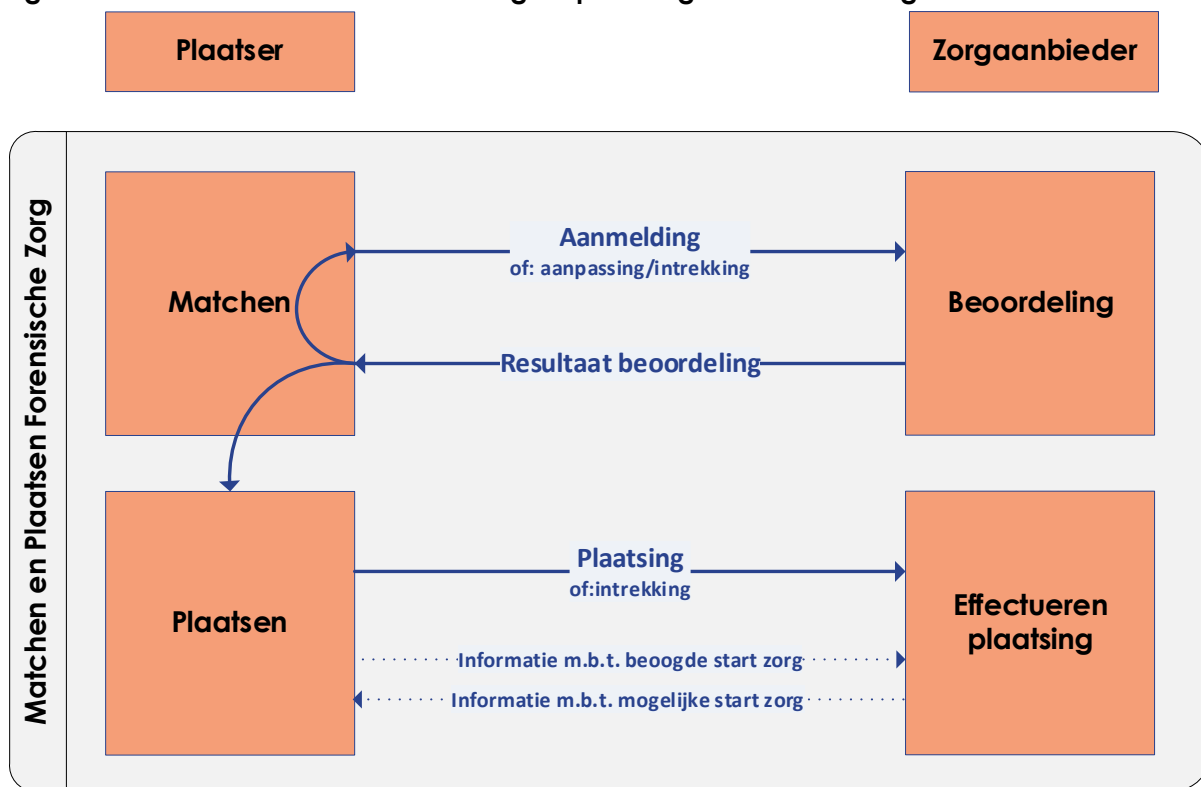 Plaatser
Zorgaanbieder
Matchen en Plaatsen Forensische Zorg
Matchen
Aanmelding
of: aanpassing/intrekking
Beoordeling
Resultaat beoordeling
Plaatsen
Plaatsing
of:intrekking
Effectueren
plaatsing
Informatie m.b.t. beoogde start zorg
Informatie m.b.t. mogelijke start zorg